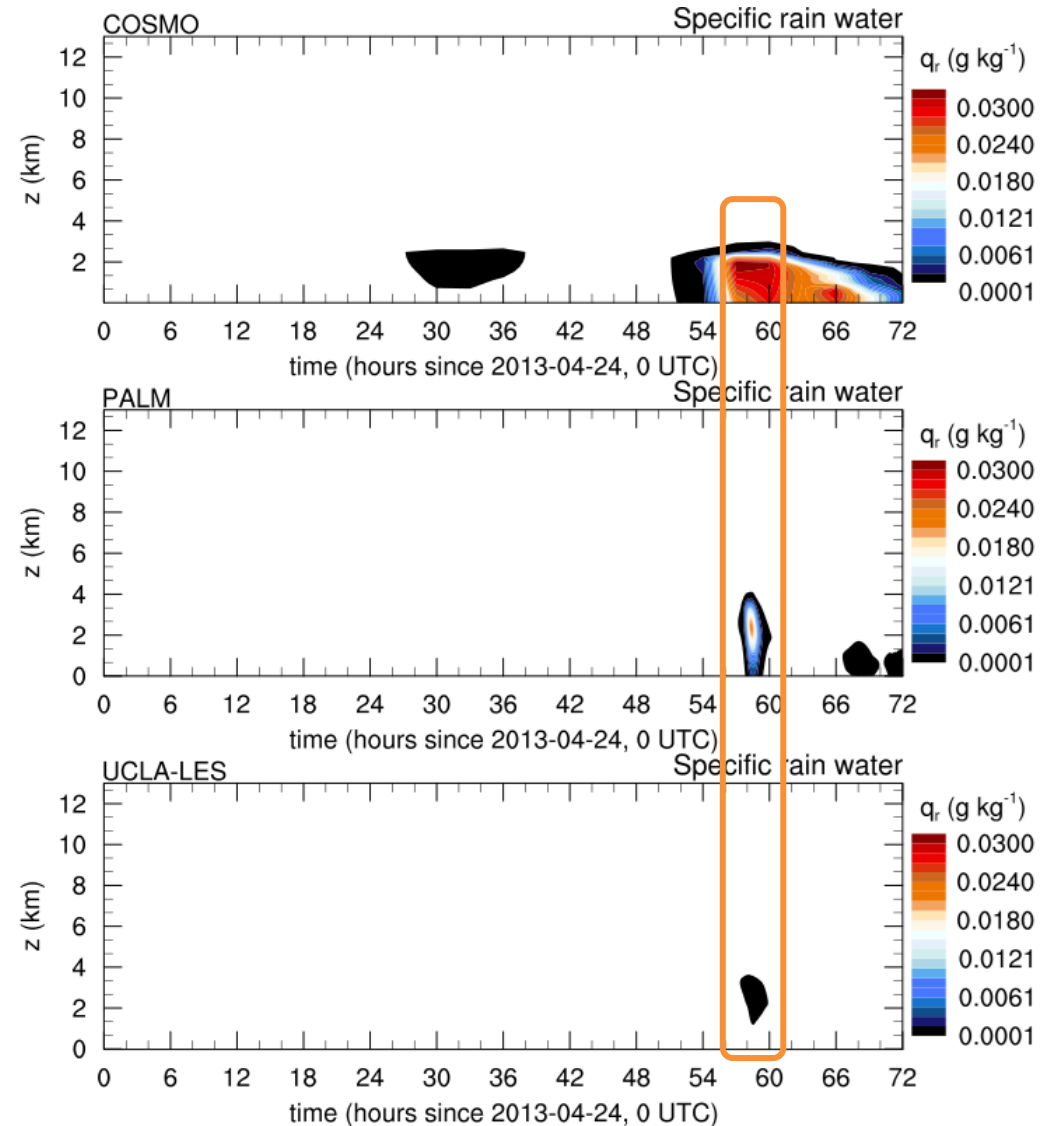 COSMO Specific rain water
q_r (g kg⁻¹)
12
10
8
6
4
2
z (km)
0.0300
0.0240
0.0180
0.0121
0.0061
0.0001
0 6 12 18 24 30 36 42 48 54 60 66 72
time (hours since 2013-04-24, 0 UTC)
PALM Specific rain water
q_r (g kg⁻¹)
12
10
8
6
4
2
0
z (km)
0.0300
0.0240
0.0180
0.0121
0.0061
0.0001
0 6 12 18 24 30 36 42 48 54 60 66 72
time (hours since 2013-04-24, 0 UTC)
UCLA-LES Specific rain water
q_r (g kg⁻¹)
12
10
8
6
4
2
0
z (km)
0.0300
0.0240
0.0180
0.0121
0.0061
0.0001
0 6 12 18 24 30 36 42 48 54 60 66 72
time (hours since 2013-04-24, 0 UTC)